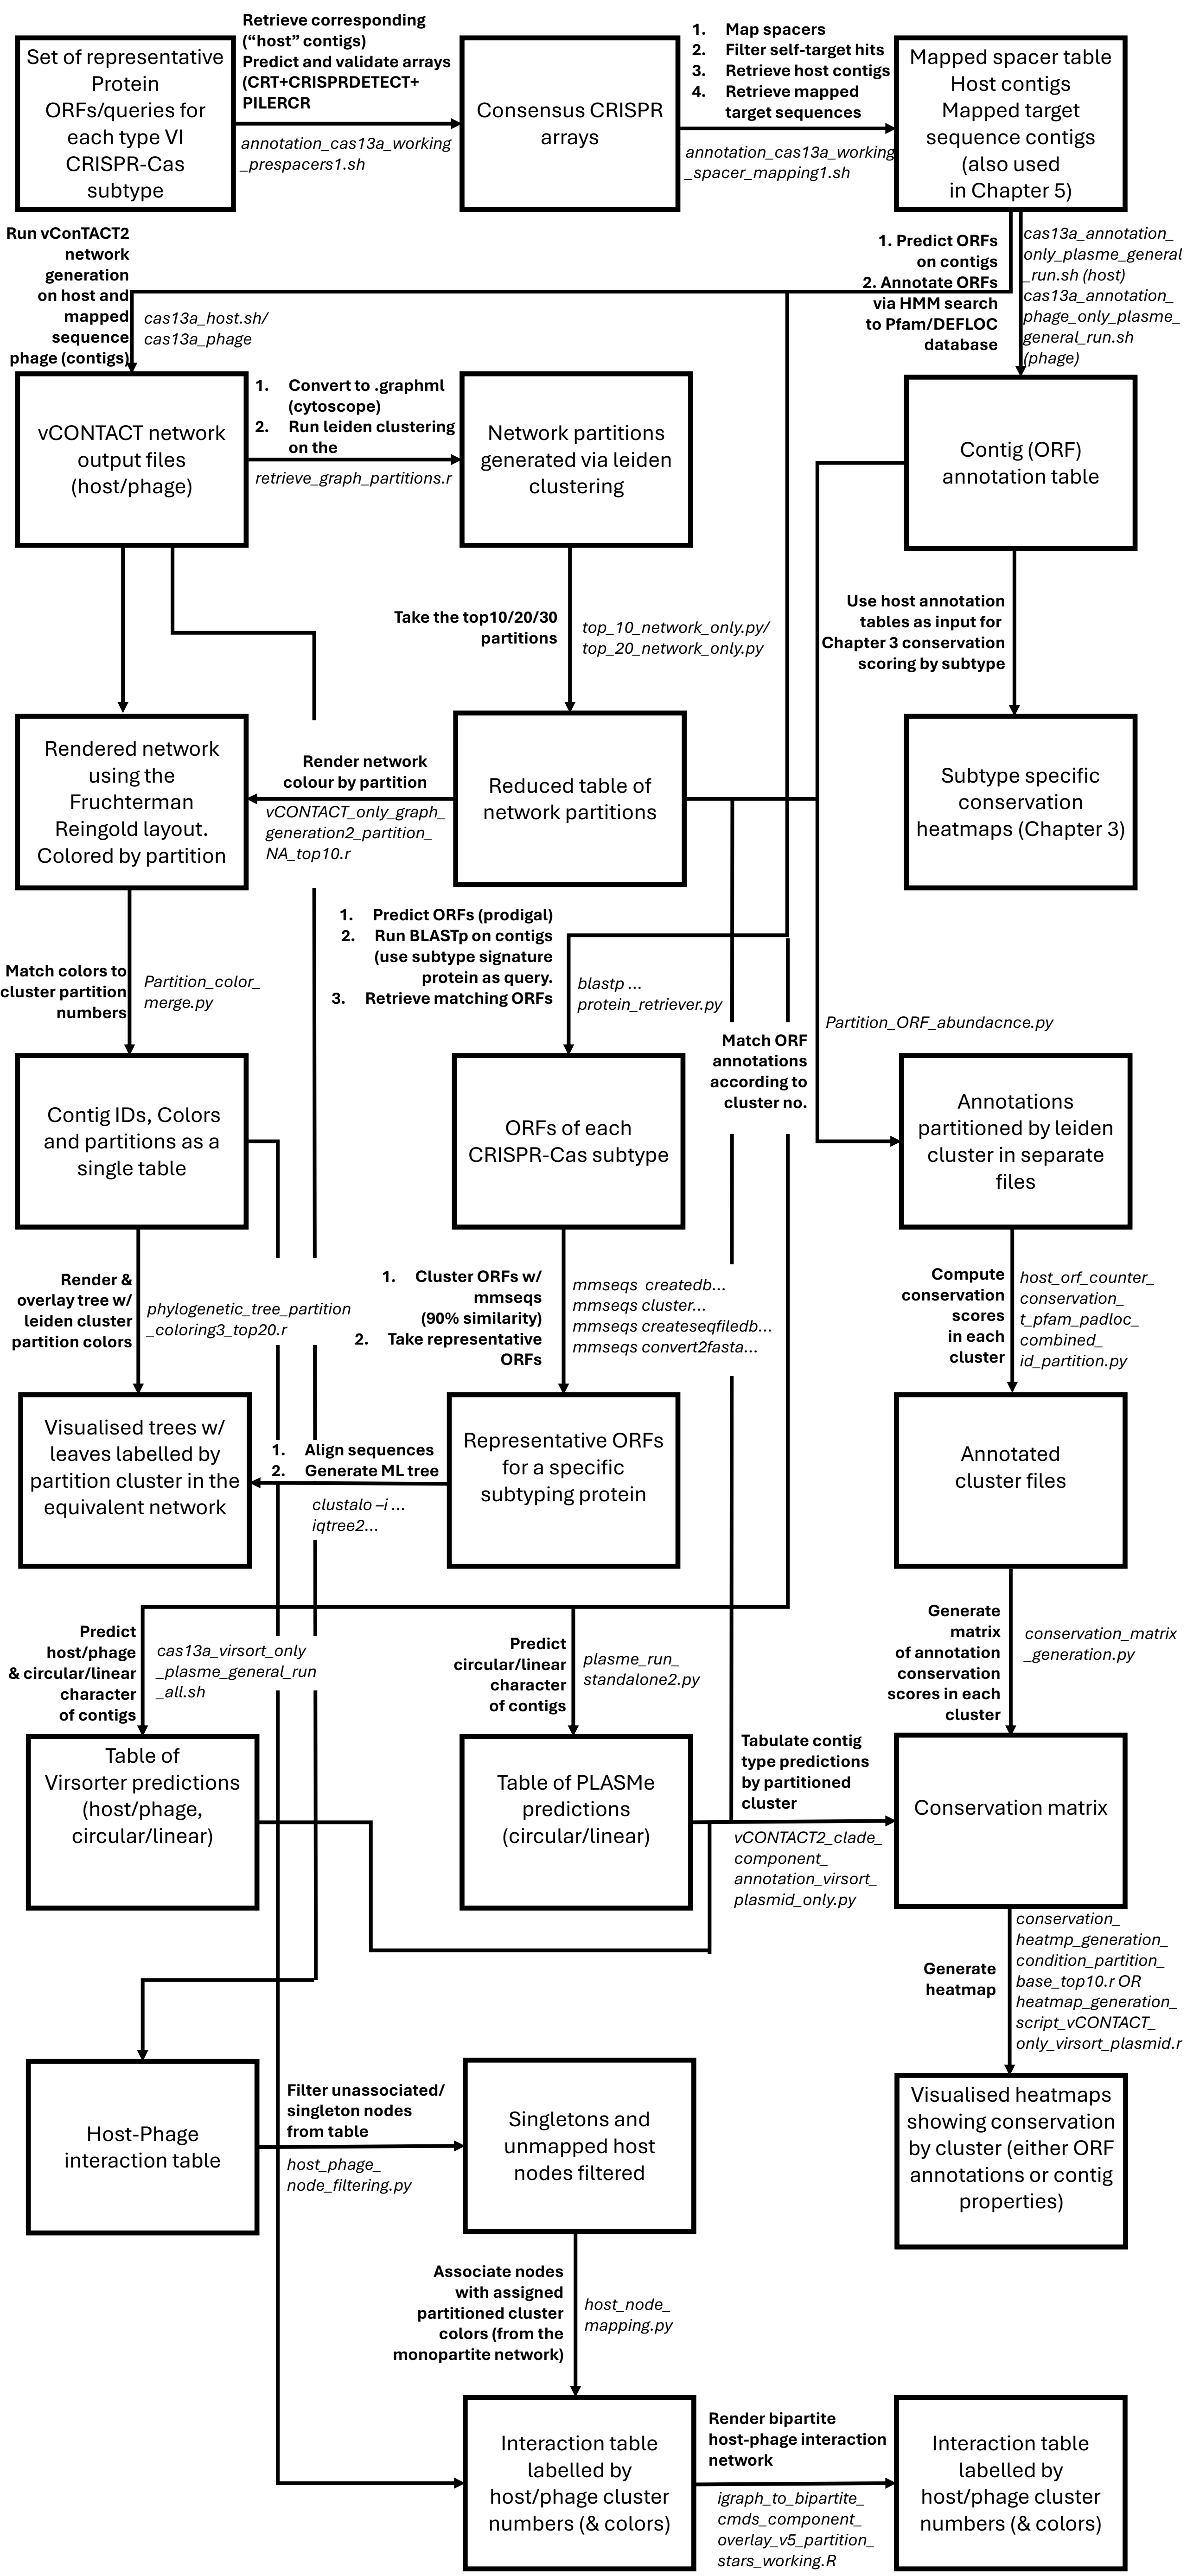 Set of representative
Protein
ORFs/queries for
each type VI
CRISPR-Cas
subtype
Retrieve corresponding
(“host” contigs)
Predict and validate arrays
(CRT+CRISPRDETECT+
PILERCR
annotation_cas13a_working
_prespacers1.sh
Consensus CRISPR
arrays
1. Map spacers
2. Filter self-target hits
3. Retrieve host contigs
4. Retrieve mapped
target sequences
annotation_cas13a_working
_spacer_mapping1.sh
Mapped spacer table
Host contigs
Mapped target
sequence contigs
(also used
in Chapter 5)
Run vConTACT2
network
generation
on host and
mapped
sequence
phage (contigs)
cas13a_host.sh/
cas13a_phage
1. Predict ORFs
on contigs
2. Annotate ORFs
via HMM search
to Pfam/DEFLOC
database
cas13a_annotation_
only_plasme_general
_run.sh (host)
cas13a_annotation_
phage_only_plasme_
general_run.sh
(phage)
vCONTACT network
output files
(host/phage)
1. Convert to .graphml
(cytoscope)
2. Run leiden clustering
on the
retrieve_graph_partitions.r
Network partitions
generated via leiden
clustering
Contig (ORF)
annotation table
Take the top10/20/30
partitions
top_10_network_only.py/
top_20_network_only.py
Use host annotation
tables as input for
Chapter 3 conservation
scoring by subtype
Rendered network
using the
Fruchterman
Reingold layout.
Colored by partition
Render network
colour by partition
vCONTACT_only_graph_
generation2_partition_
NA_top10.r
Reduced table of
network partitions
Subtype specific
conservation
heatmaps (Chapter 3)
Match colors to
cluster partition
numbers
Partition_color_
merge.py
1. Predict ORFs (prodigal)
2. Run BLASTp on contigs
(use subtype signature
protein as query.
3. Retrieve matching ORFs
blastp ...
protein_retriever.py
Match ORF
annotations
according to
cluster no.
Partition_ORF_abundacnce.py
Contig IDs, Colors
and partitions as a
single table
ORFs of each
CRISPR-Cas subtype
Annotations
partitioned by leiden
cluster in separate
files
Render &
overlay tree w/
leiden cluster
partition colors
phylogenetic_tree_partition
_coloring3_top20.r
1. Cluster ORFs w/
mmseqs
(90% similarity)
2. Take representative
ORFs
mmseqs createdb...
mmseqs cluster...
mmseqs createseqfiledb...
mmseqs convert2fasta...
Compute
conservation
scores
in each
cluster
host_orf_counter_
conservation_
t_pfam_padloc_
combined_
id_partition.py
Visualised trees w/
leaves labelled by
partition cluster in the
equivalent network
1. Align sequences
2. Generate ML tree
clustalo –i ...
iqtree2...
Representative ORFs
for a specific
subtyping protein
Annotated
cluster files
Predict
host/phage
& circular/linear
character
of contigs
cas13a_virsort_only
_plasme_general_run
_all.sh
Predict
circular/linear
character
of contigs
plasme_run_
standalone2.py
Generate
matrix
of annotation
conservation
scores in each
cluster
conservation_matrix
_generation.py
Table of
Virsorter predictions
(host/phage,
circular/linear)
Table of PLASMe
predictions
(circular/linear)
Tabulate contig
type predictions
by partitioned
cluster
vCONTACT2_clade_
component_
annotation_virsort_
plasmid_only.py
Conservation matrix
Generate
heatmap
conservation_
heatmp_generation_
condition_partition_
base_top10.r OR
heatmap_generation_
script_vCONTACT_
only_virsort_plasmid.r
Host-Phage
interaction table
Filter unassociated/
singleton nodes
from table
host_phage_
node_filtering.py
Singletons and
unmapped host
nodes filtered
Visualised heatmaps
showing conservation
by cluster (either ORF
annotations or contig
properties)
Associate nodes
with assigned
partitioned cluster
colors (from the
monopartite network)
host_node_
mapping.py
Interaction table
labelled by
host/phage cluster
numbers (& colors)
Render bipartite
host-phage interaction
network
igraph_to_bipartite_
cmds_component_
overlay_v5_partition_
stars_working.R
Interaction table
labelled by
host/phage cluster
numbers (& colors)